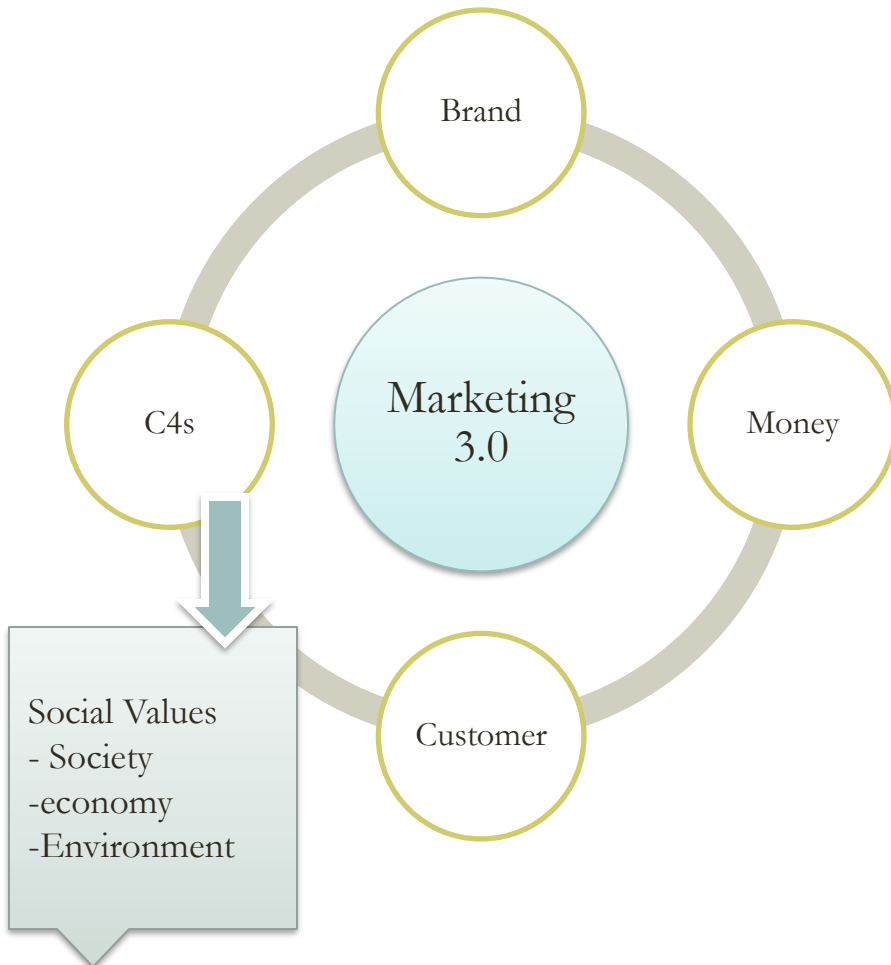 Brand
C4s
Marketing
3.0
Money
Customer
Social Values
- Society
-economy
-Environment